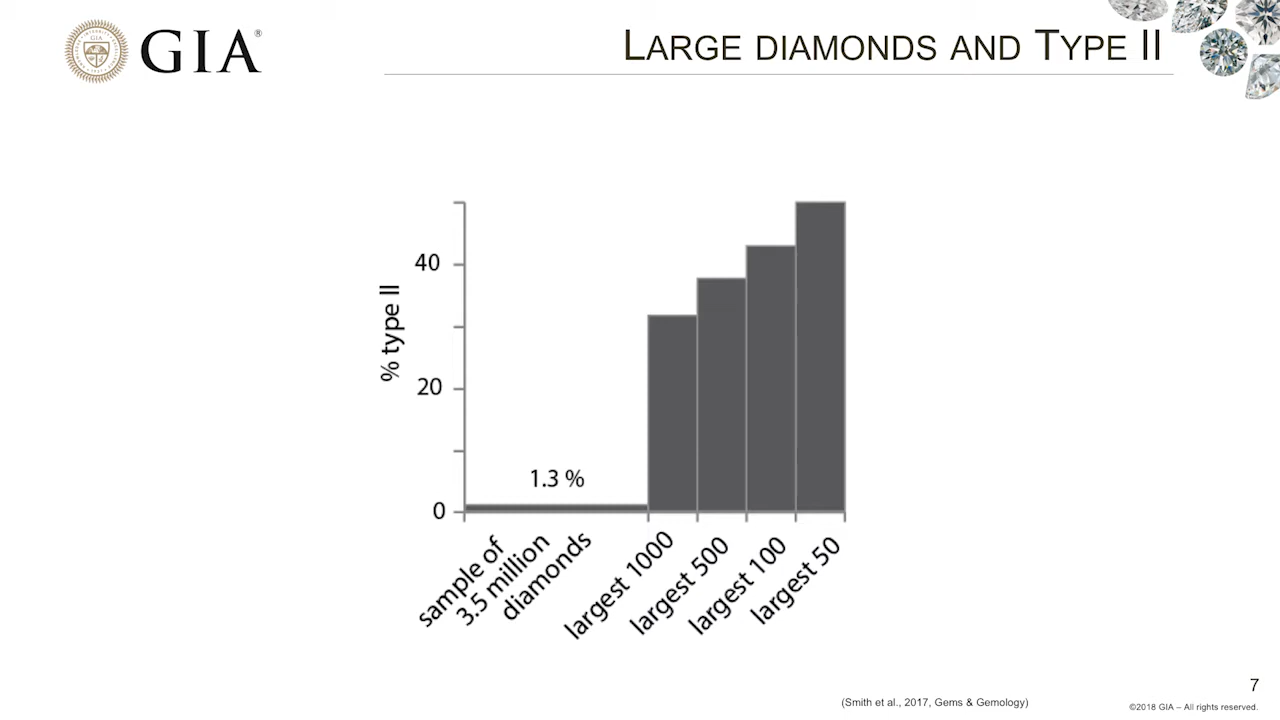 GIA®
LARGE DIAMONDS AND TYPE II
40
% type II
20
1.3 %
0
sample of
3.5 million
diamonds
largest 1000
largest 500
largest 100
largest 50
7
(Smith et al., 2017, Gems & Gemology)
©2018 GIA – All rights reserved.